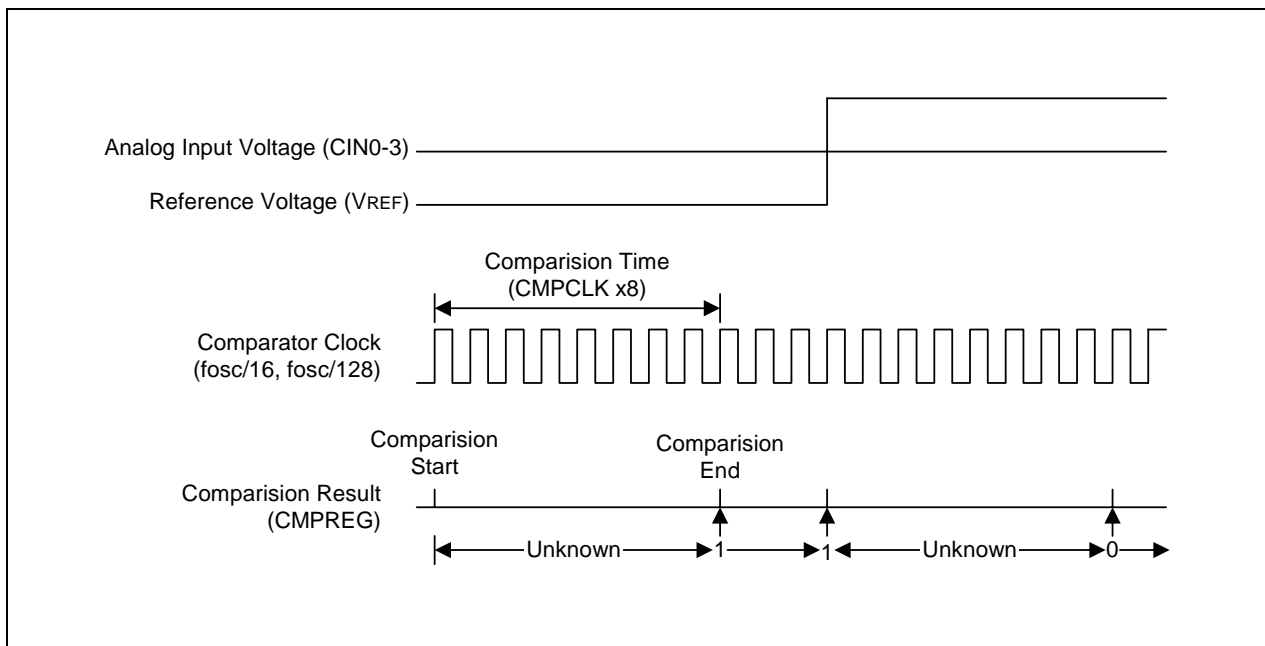 Analog Input Voltage (CIN0-3)
Reference Voltage (VREF)
Comparision Time
(CMPCLK x8)
Comparator Clock
(fosc/16, fosc/128)
Comparision
Start
Comparision
End
Comparision Result
(CMPREG)
Unknown
1
1
Unknown
0